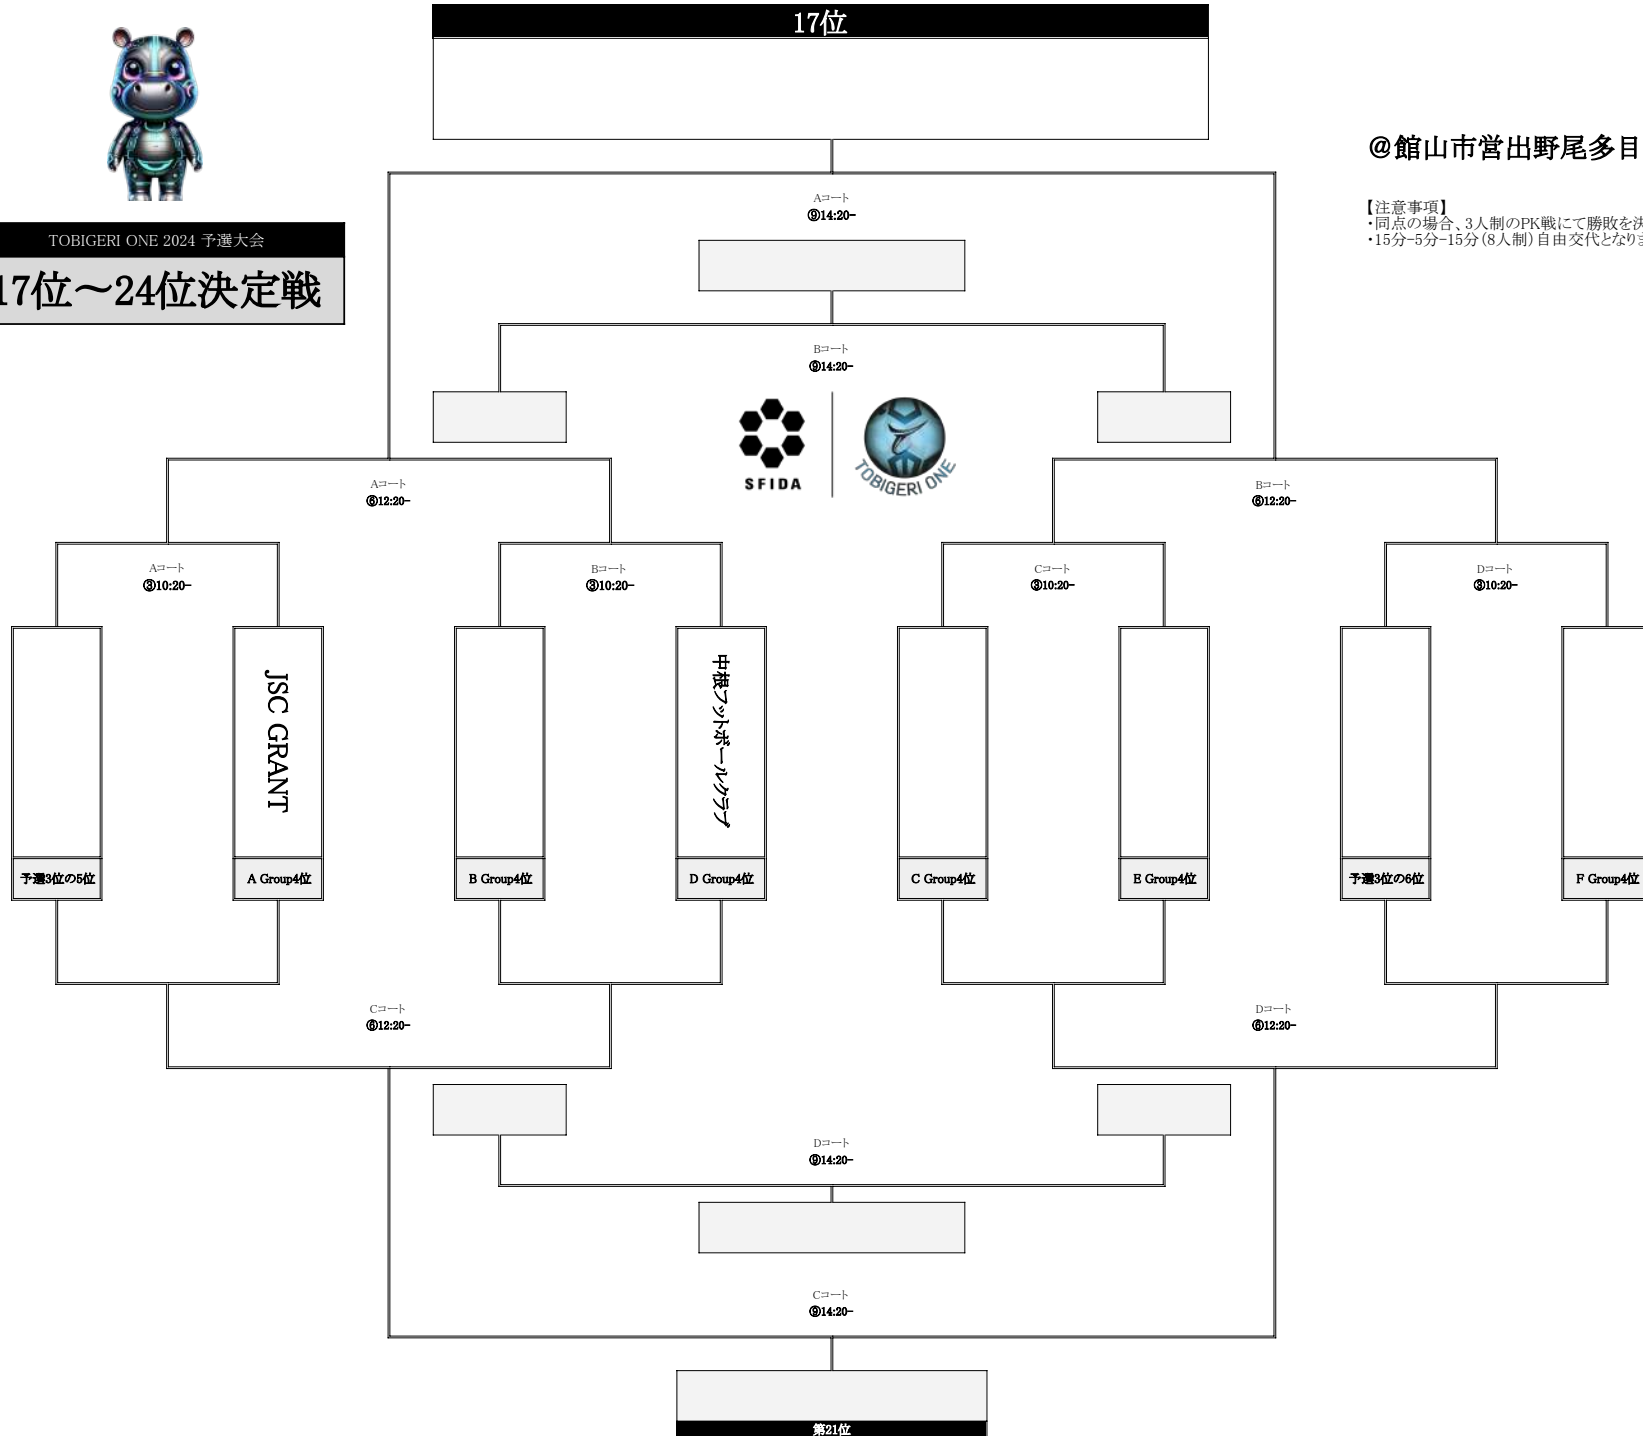 17位
@館山市営出野尾多目
【注意事項】
・同点の場合、3人制のPK戦にて勝敗を決
・15分-5分-15分(8人制)自由交代となりま
TOBIGERI ONE 2024 予選大会
17位～24位決定戦
Aコート
⑨14:20-
Bコート
⑨14:20-
SFIDA
TOBIGERI ONE
Aコート
⑥12:20-
Bコート
⑥12:20-
Aコート
③10:20-
Bコート
③10:20-
Cコート
③10:20-
Dコート
③10:20-
JSC GRANT
中根フットボールクラブ
予選3位の5位
A Group4位
B Group4位
D Group4位
C Group4位
E Group4位
予選3位の6位
F Group4位
Cコート
⑥12:20-
Dコート
⑥12:20-
Dコート
⑨14:20-
Cコート
⑨14:20-
第21位